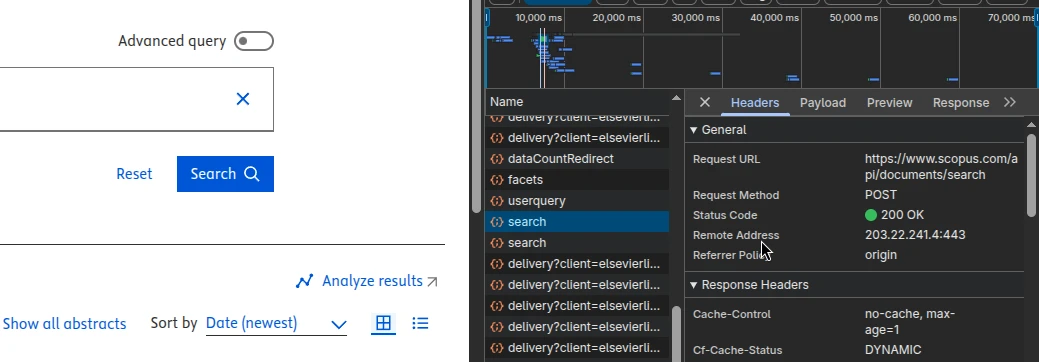 Advanced query
Reset
Search
Analyze results
Show all abstracts
Sort by
Date (newest)
10,000 ms
20,000 ms
30,000 ms
40,000 ms
50,000 ms
60,000 ms
70,000 ms
Name
delivery?client=elsevierli...
delivery?client=elsevierli...
dataCountRedirect
facets
userquery
search
search
delivery?client=elsevierli...
delivery?client=elsevierli...
delivery?client=elsevierli...
delivery?client=elsevierli...
delivery?client=elsevierli...
Headers
Payload
Preview
Response
General
Request URL
https://www.scopus.com/a
pi/documents/search
Request Method
POST
Status Code
200 OK
Remote Address
203.22.241.4:443
Referrer Policy
origin
Response Headers
Cache-Control
no-cache, max-
age=1
Cf-Cache-Status
DYNAMIC